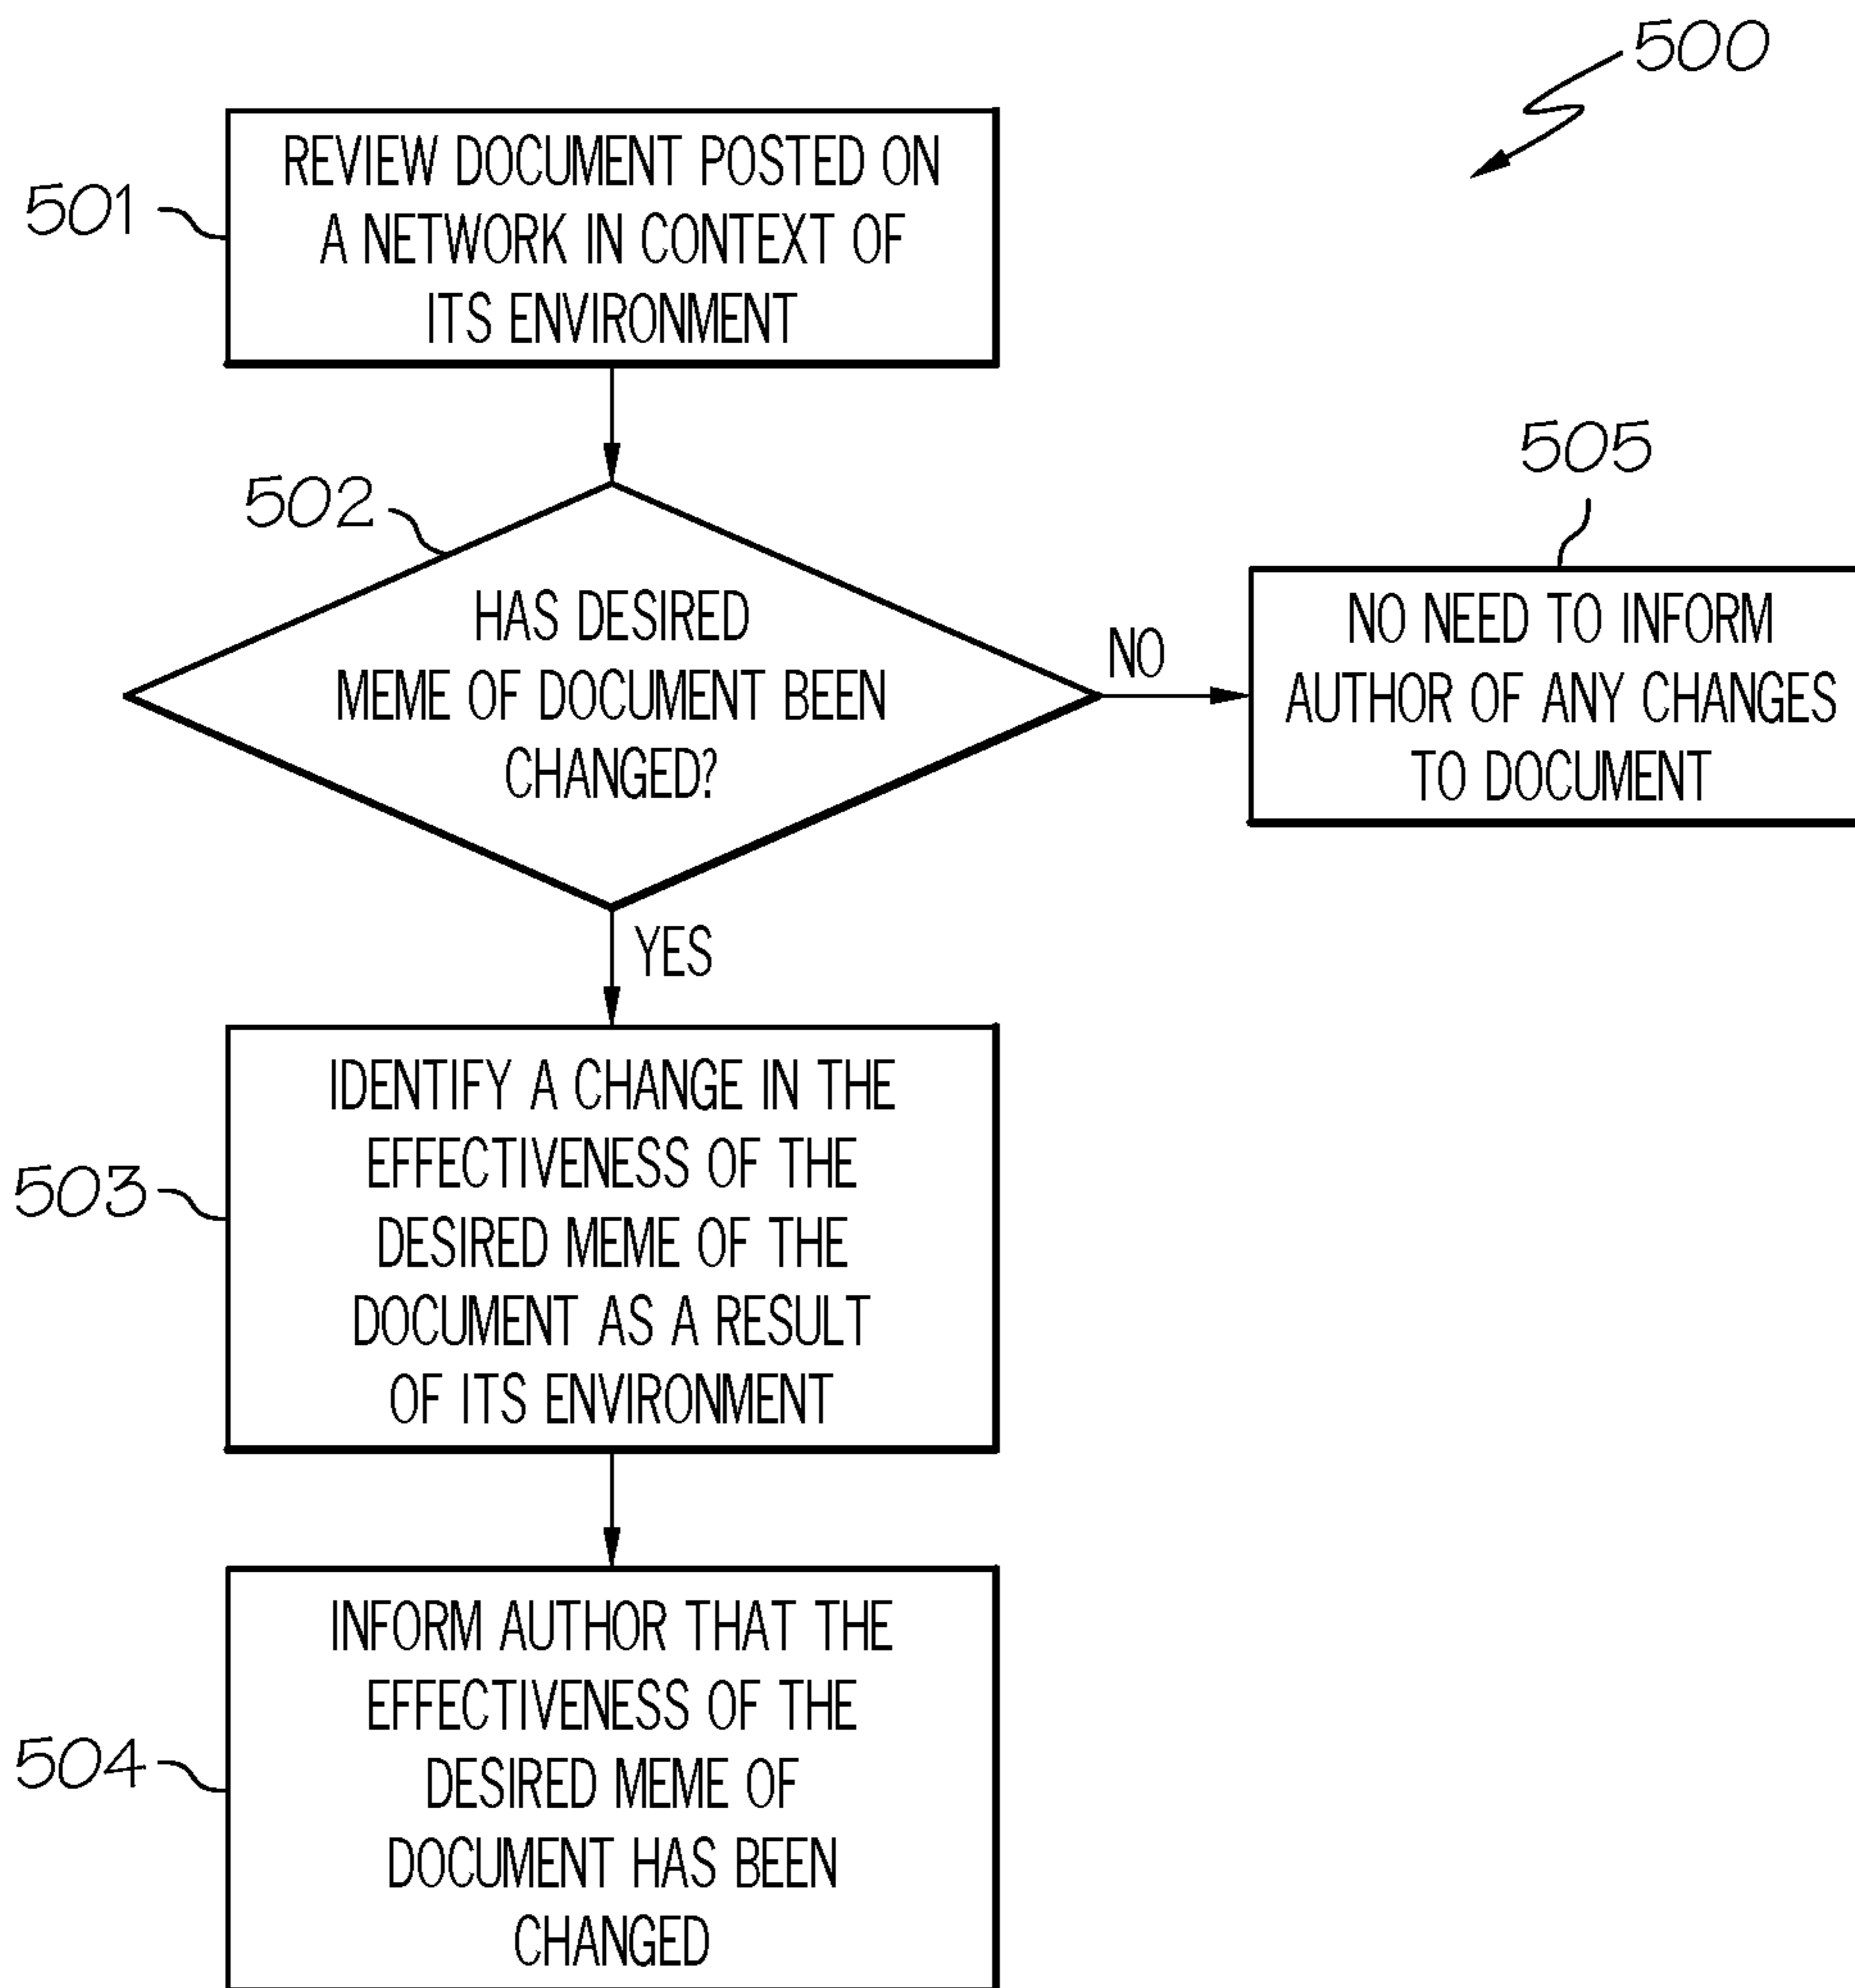 500
501
REVIEW DOCUMENT POSTED ON
A NETWORK IN CONTEXT OF
ITS ENVIRONMENT
502
HAS DESIRED
MEME OF DOCUMENT BEEN
CHANGED?
NO
505
NO NEED TO INFORM
AUTHOR OF ANY CHANGES
TO DOCUMENT
YES
503
IDENTIFY A CHANGE IN THE
EFFECTIVENESS OF THE
DESIRED MEME OF THE
DOCUMENT AS A RESULT
OF ITS ENVIRONMENT
504
INFORM AUTHOR THAT THE
EFFECTIVENESS OF THE
DESIRED MEME OF
DOCUMENT HAS BEEN
CHANGED